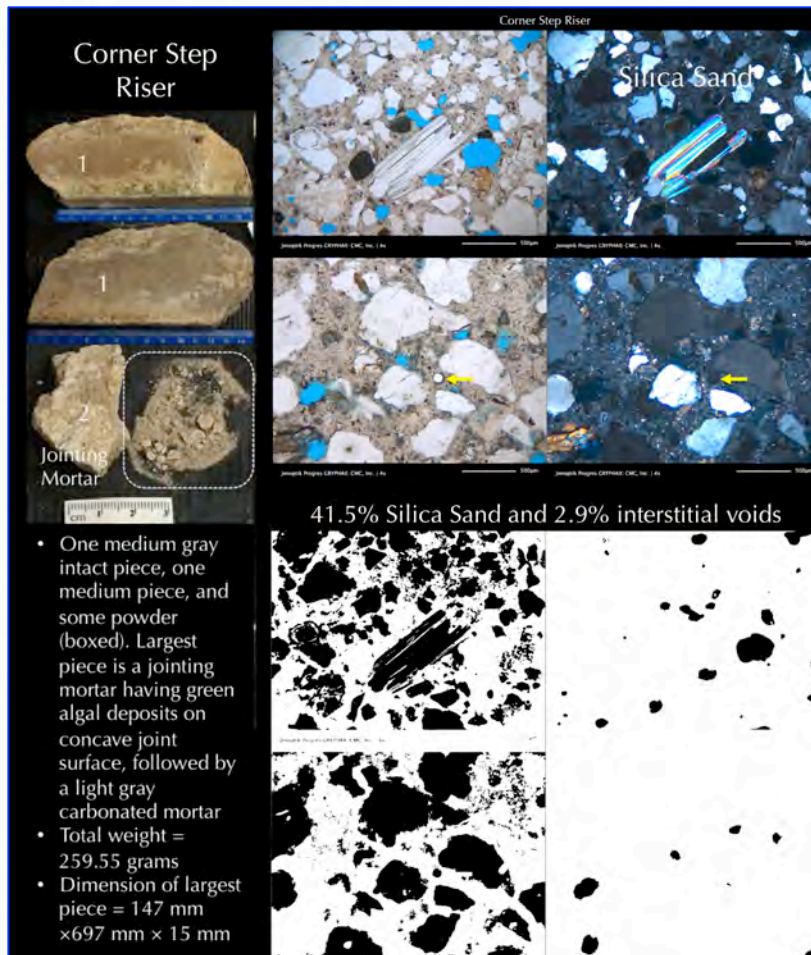 Corner Step Riser
Corner Step
Riser
1
1
2
Jointing
Mortar
cm 1 2 3
Silica Sand
Jenoptik Progres GRYPHAX® CMC, Inc. | 4x
500µm
Jenoptik Progres GRYPHAX® CMC, Inc. | 4x
500µm
Jenoptik Progres GRYPHAX® CMC, Inc. | 4x
500µm
Jenoptik Progres GRYPHAX® CMC, Inc. | 4x
500µm
41.5% Silica Sand and 2.9% interstitial voids
• One medium gray
intact piece, one
medium piece, and
some powder
(boxed). Largest
piece is a jointing
mortar having green
algal deposits on
concave joint
surface, followed by
a light gray
carbonated mortar
• Total weight =
259.55 grams
• Dimension of largest
piece = 147 mm
×697 mm × 15 mm